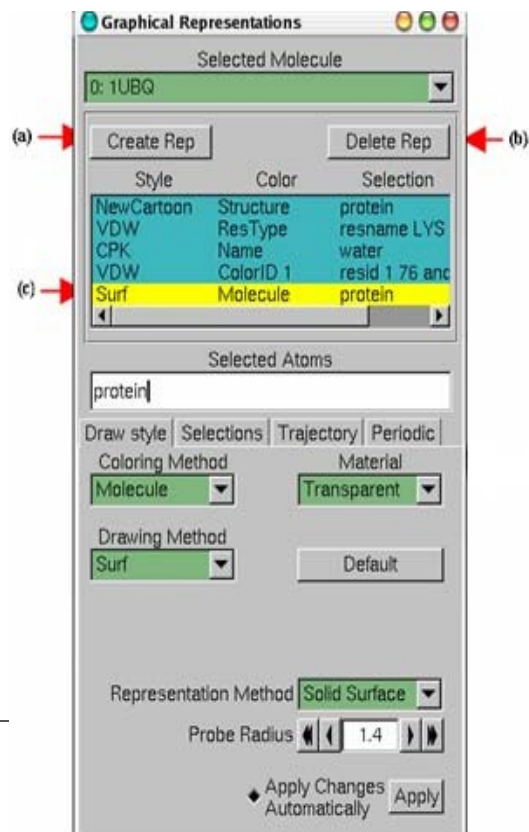 Graphical Representations
Selected Molecule
0: 1UBQ
(a) Create Rep Delete Rep (b)
Style Color Selection
NewCartoon Structure protein
VDW ResType resname LYS
CPK Name water
VDW ColorID 1 resid 1 76 and
(c) Surf Molecule protein
Selected Atoms
protein
Draw style Selections Trajectory Periodic
Coloring Method Material
Molecule Transparent
Drawing Method
Surf Default
Representation Method Solid Surface
Probe Radius 1.4
Apply Changes
Automatically Apply